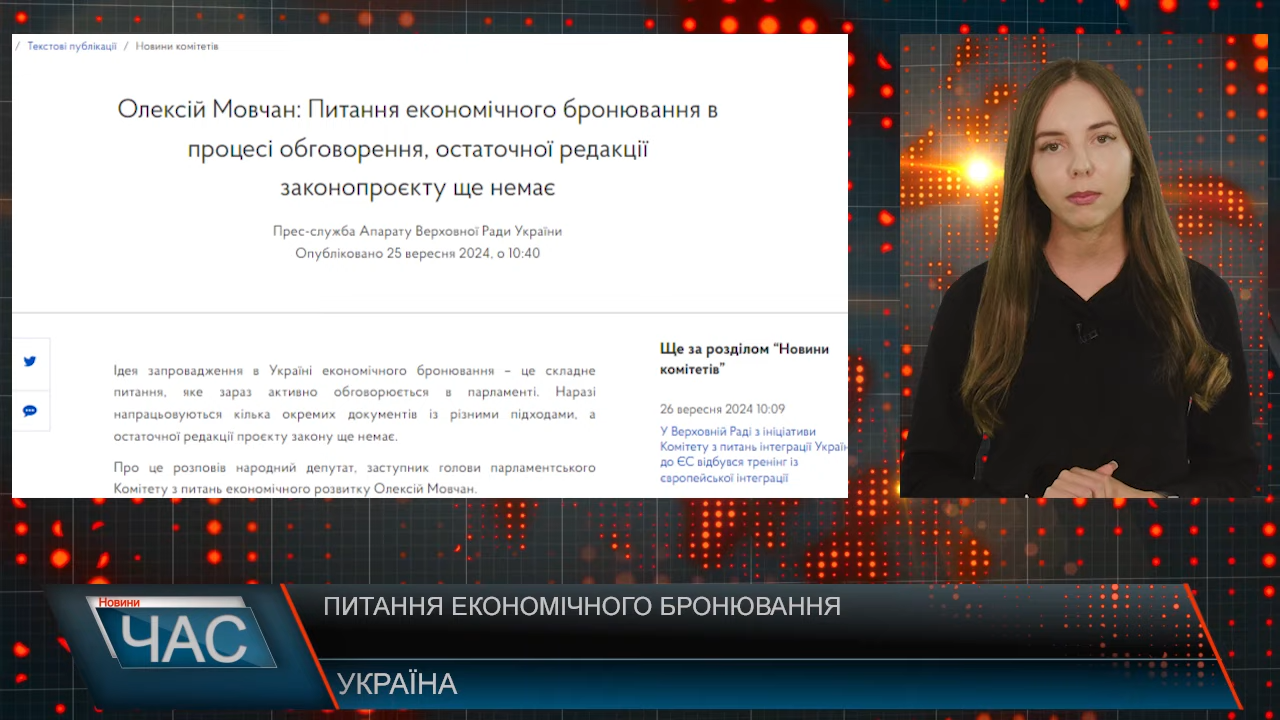 / Текстові публікації / Новини комітетів
Олексій Мовчан: Питання економічного бронювання в
процесі обговорення, остаточної редакції
законопроєкту ще немає
Прес-служба Апарату Верховної Ради України
Опубліковано 25 вересня 2024, о 10:40
Ідея запровадження в Україні економічного бронювання – це складне
питання, яке зараз активно обговорюється в парламенті. Наразі
напрацьовуються кілька окремих документів із різними підходами, а
остаточної редакції проєкту закону ще немає.
Про це розповів народний депутат, заступник голови парламентського
Комітету з питань економічного розвитку Олексій Мовчан.
Ще за розділом “Новини
комітетів”
26 вересня 2024 10:09
У Верховній Раді з ініціативи
Комітету з питань інтеграції Україн
до ЄС відбувся тренінг із
європейської інтеграції
Новини
ЧАС
ПИТАННЯ ЕКОНОМІЧНОГО БРОНЮВАННЯ
УКРАЇНА